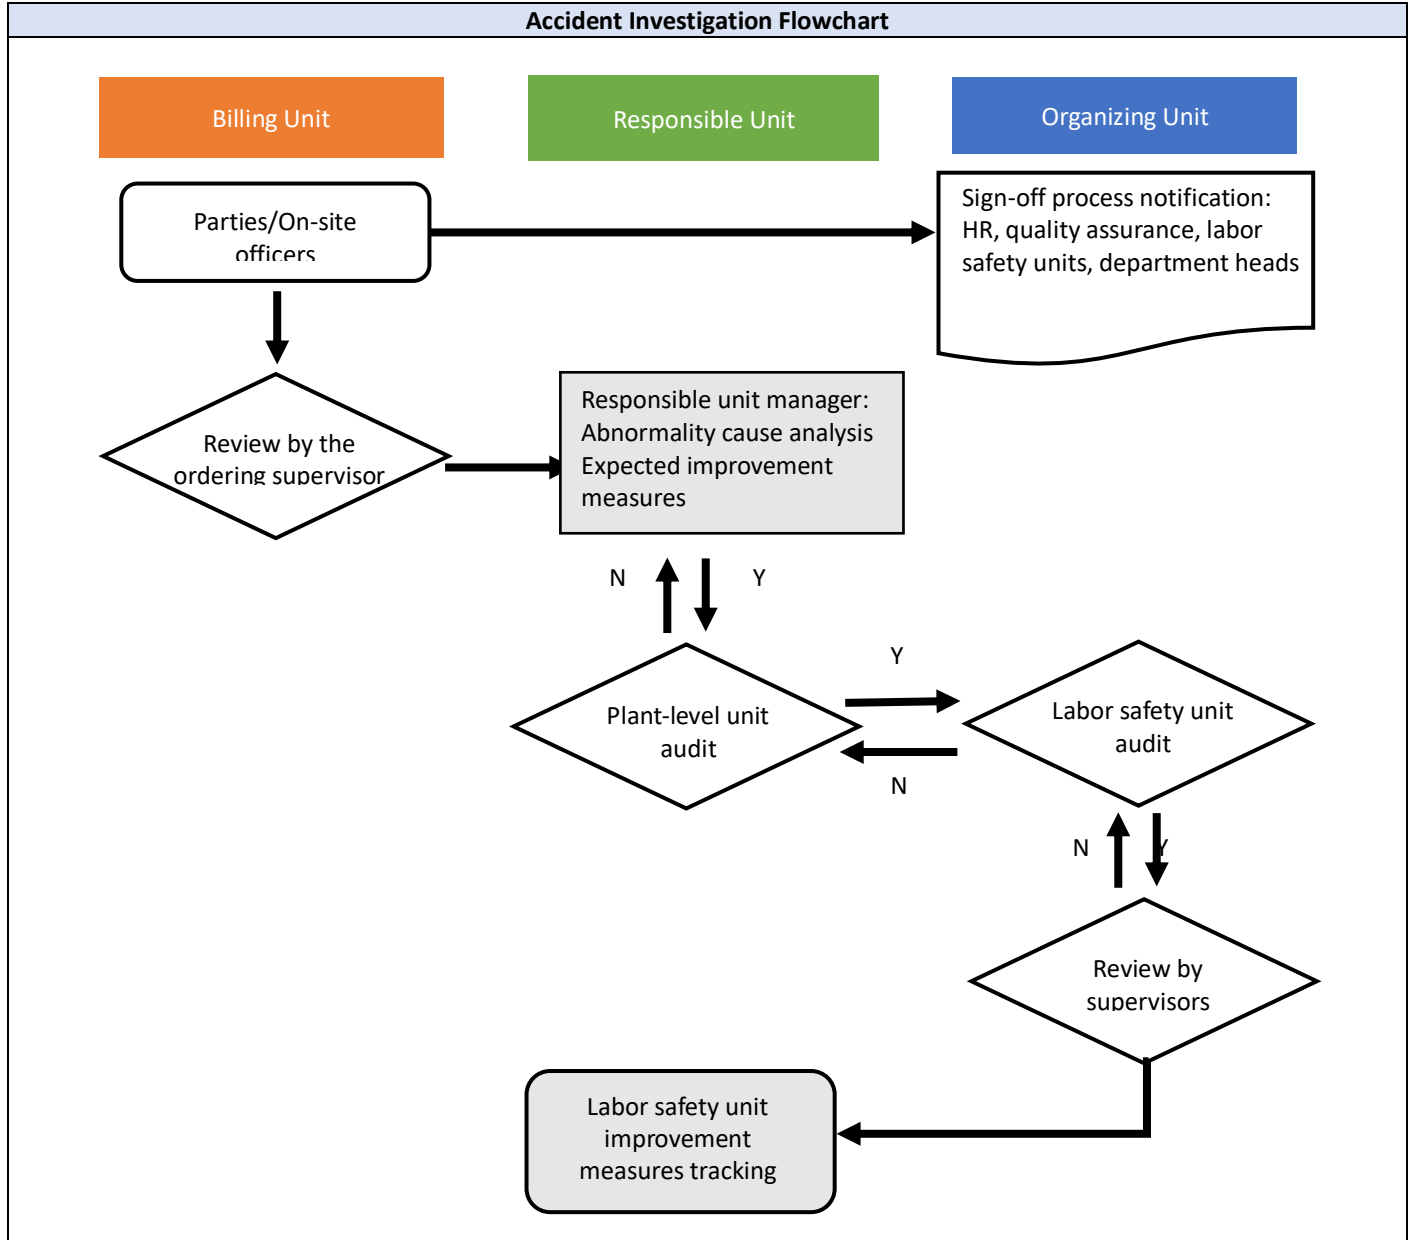 Accident Investigation Flowchart
Billing Unit
Responsible Unit
Organizing Unit
Parties/On-site
officers
Sign-off process notification:
HR, quality assurance, labor
safety units, department heads
Review by the
ordering supervisor
Responsible unit manager:
Abnormality cause analysis
Expected improvement
measures
N
Y
Plant-level unit
audit
Y
N
Labor safety unit
audit
N
Y
Review by
supervisors
Labor safety unit
improvement
measures tracking